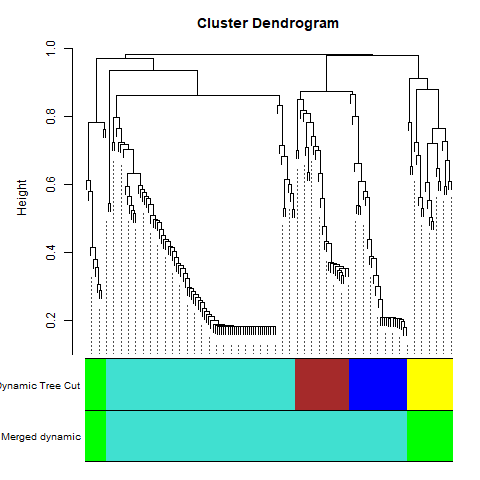 Cluster Dendrogram
Height
1.0
0.8
0.6
0.4
0.2
Dynamic Tree Cut
Merged dynamic